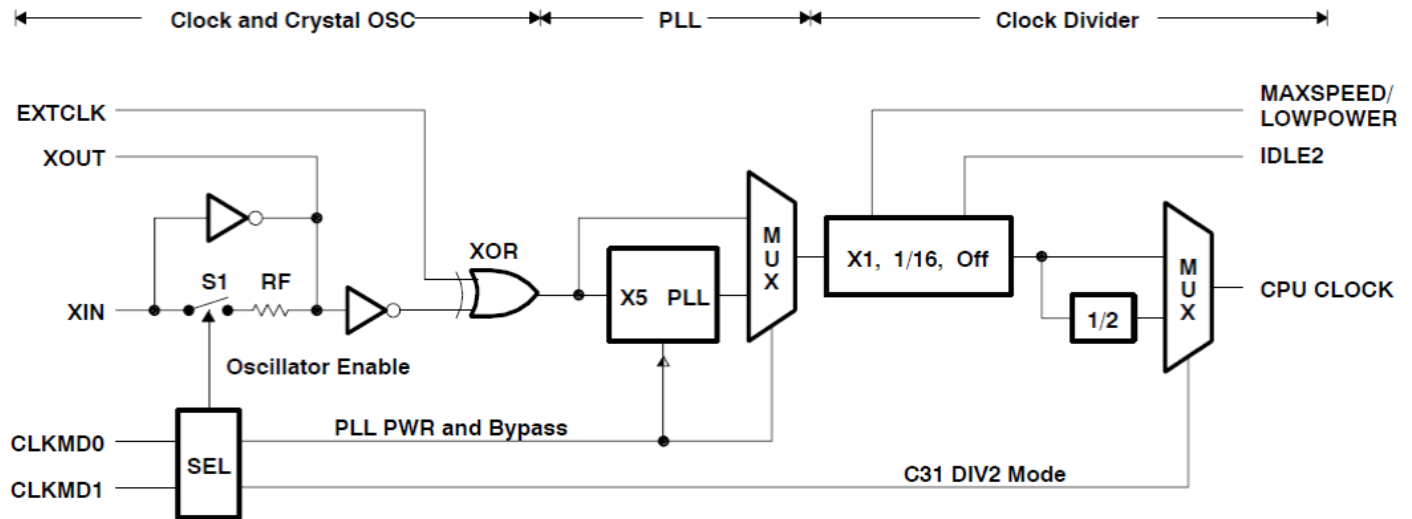 Clock and Crystal OSC
PLL
Clock Divider
EXTCLK
MAXSPEED/
LOWPOWER
XOUT
IDLE2
XOR
MUX
MUX
S1
RF
X1, 1/16, Off
XIN
X5 PLL
CPU CLOCK
1/2
Oscillator Enable
CLKMD0
PLL PWR and Bypass
SEL
CLKMD1
C31 DIV2 Mode